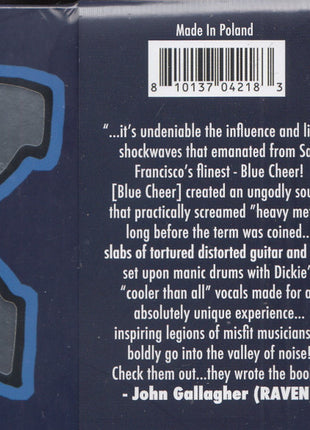 Made In Poland
8 10137 04218 3
“...it’s undeniable the influence and li
shockwaves that emanated from Sa
Francisco’s flinest - Blue Cheer!
[Blue Cheer] created an ungodly sou
that practically screamed "heavy me
long before the term was coined...
slabs of tortured distorted guitar and
set upon manic drums with Dickie’
“cooler than all” vocals made for a
absolutely unique experience...
inspiring legions of misfit musicians
boldly go into the valley of noise!
Check them out...they wrote the boo
- John Gallagher (RAVEN